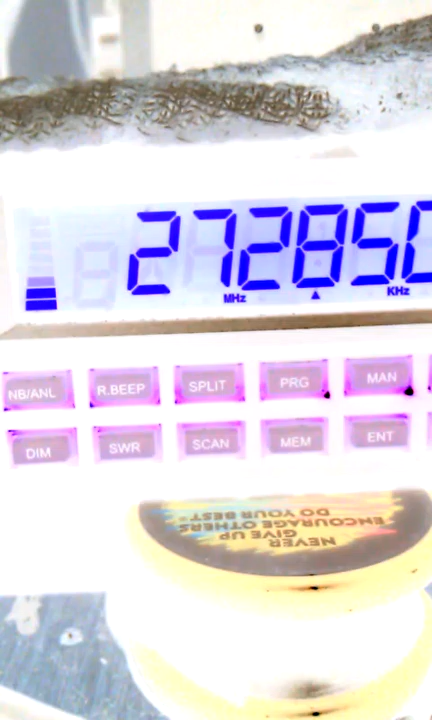 272850
MHz KHz
NB/ANL R.BEEP SPLIT PRG MAN
DIM SWR SCAN MEM ENT
NEVER
GIVE UP
ENCOURAGE OTHERS
DO YOUR BEST